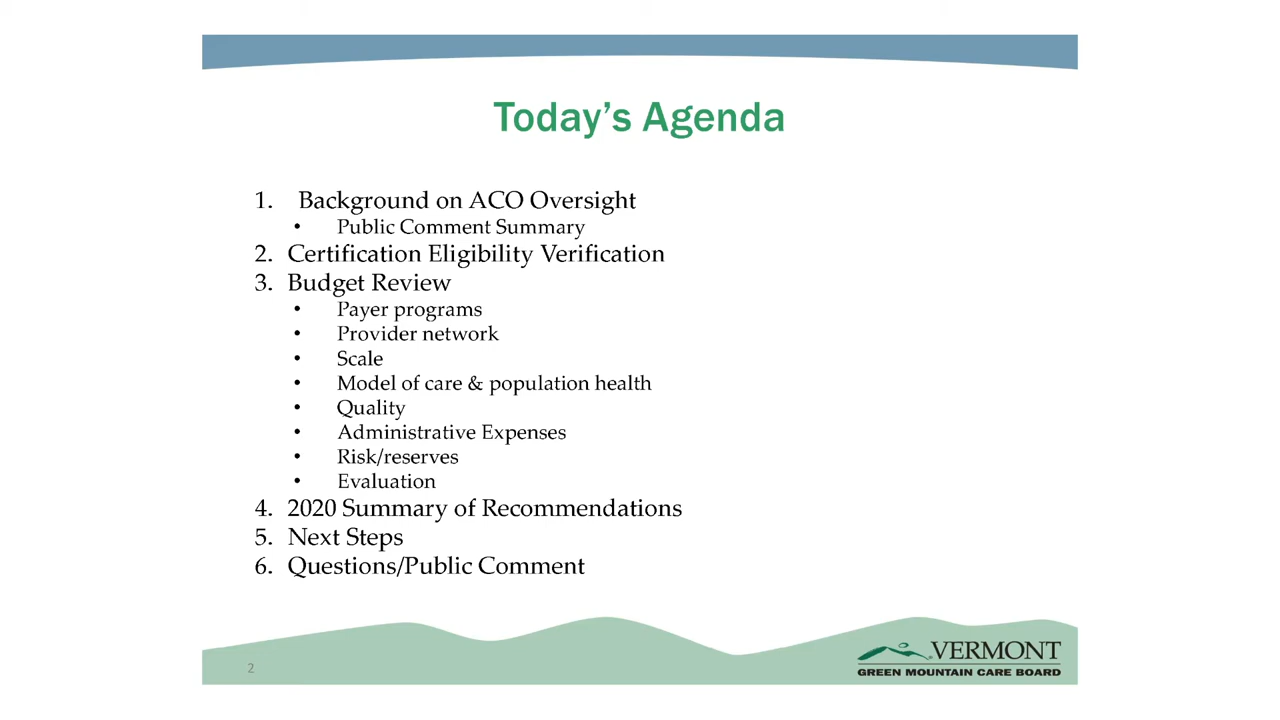 Today's Agenda
1. Background on ACO Oversight
• Public Comment Summary
2. Certification Eligibility Verification
3. Budget Review
• Payer programs
• Provider network
• Scale
• Model of care & population health
• Quality
• Administrative Expenses
• Risk/reserves
• Evaluation
4. 2020 Summary of Recommendations
5. Next Steps
6. Questions/Public Comment
2
VERMONT
GREEN MOUNTAIN CARE BOARD